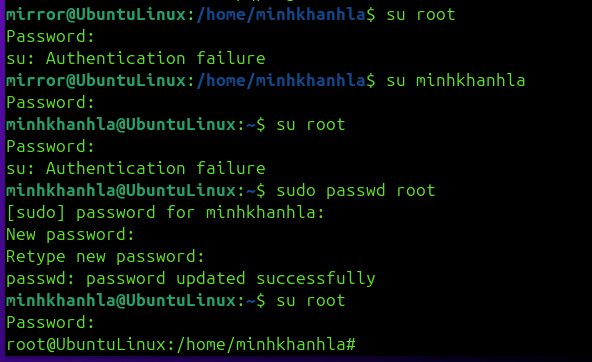 mirror@UbuntuLinux:/home/minhkhanhla$ su root
Password:
su: Authentication failure
mirror@UbuntuLinux:/home/minhkhanhla$ su minhkhanhla
Password:
minhkhanhla@UbuntuLinux:~$ su root
Password:
su: Authentication failure
minhkhanhla@UbuntuLinux:~$ sudo passwd root
[sudo] password for minhkhanhla:
New password:
Retype new password:
passwd: password updated successfully
minhkhanhla@UbuntuLinux:~$ su root
Password:
root@UbuntuLinux:/home/minhkhanhla#